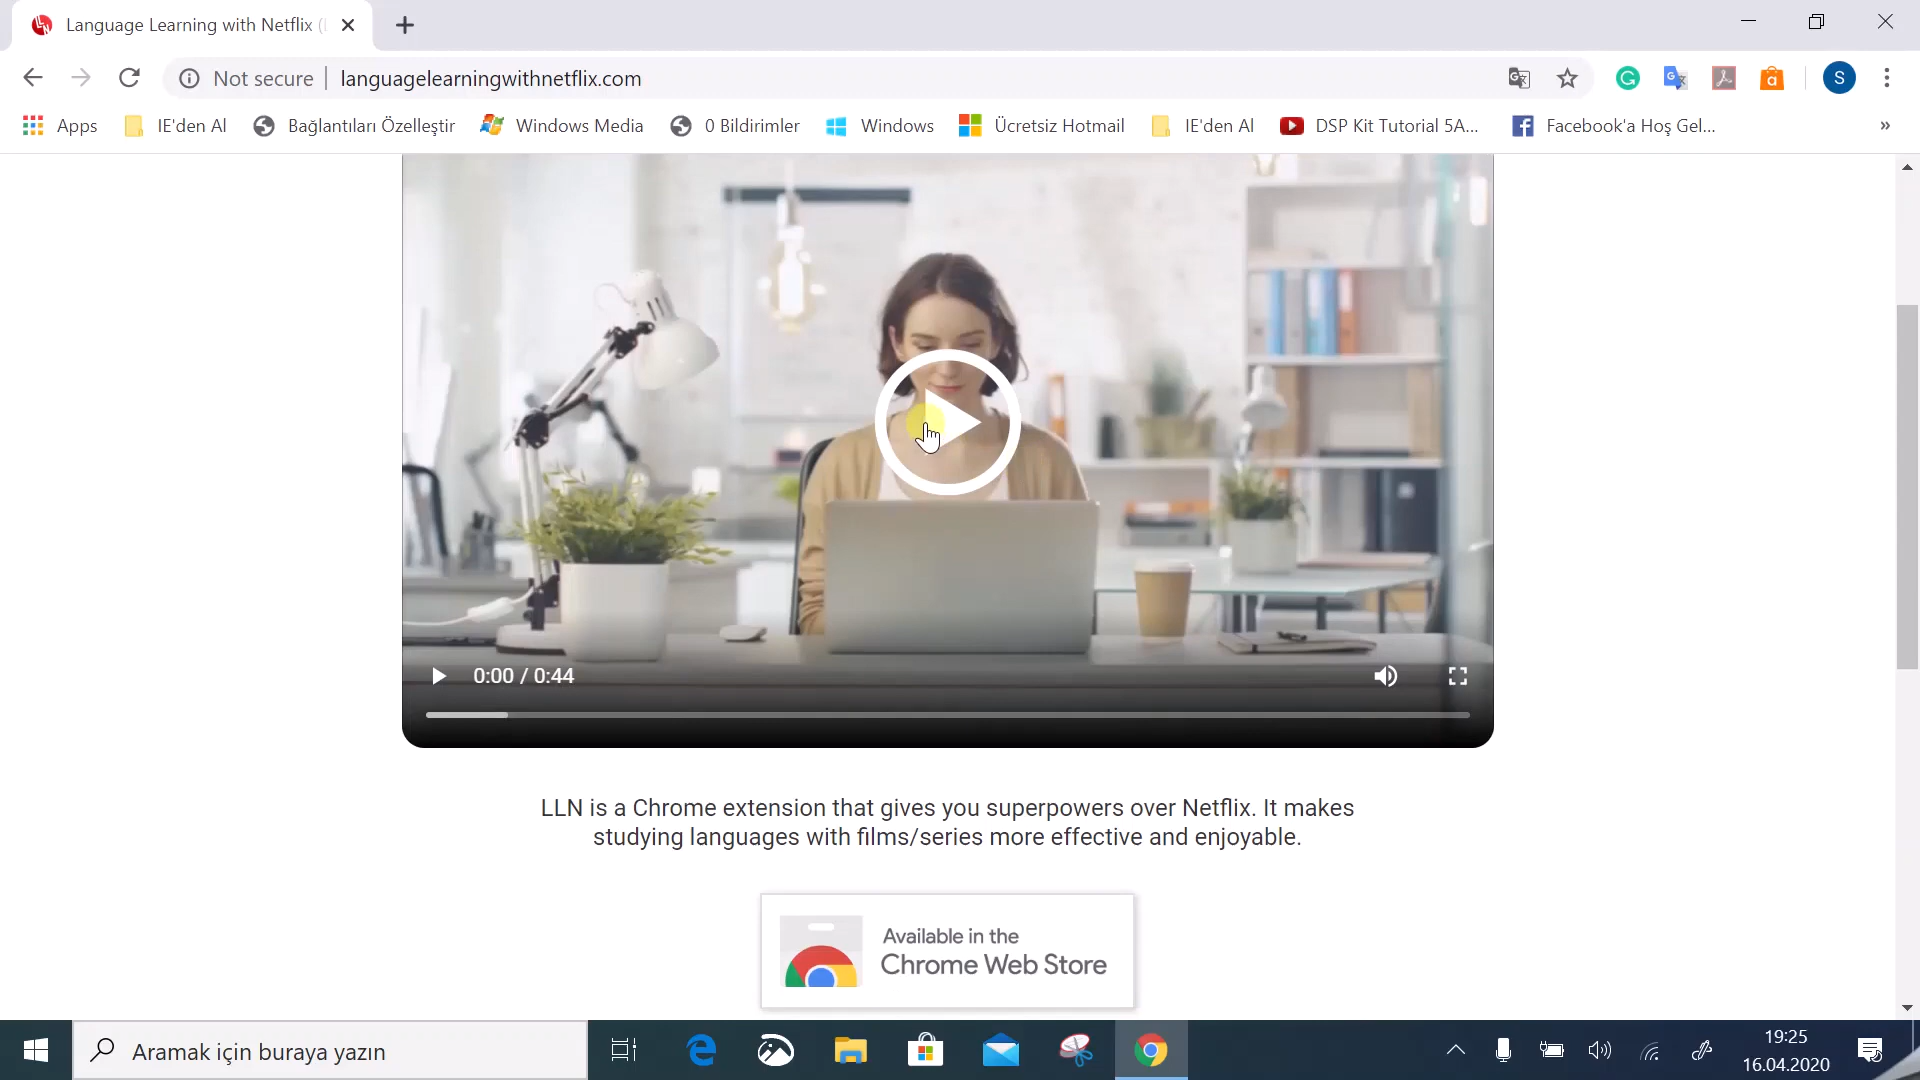 Language Learning with Netflix (
Not secure
languagelearningwithnetflix.com
S
Apps
IE'den Al
Bağlantıları Özelleştir
Windows Media
0 Bildirimler
Windows
Ücretsiz Hotmail
IE'den Al
DSP Kit Tutorial 5A...
Facebook'a Hoş Gel...
»
0:00 / 0:44
LLN is a Chrome extension that gives you superpowers over Netflix. It makes
studying languages with films/series more effective and enjoyable.
Available in the
Chrome Web Store
Aramak için buraya yazın
19:25
16.04.2020